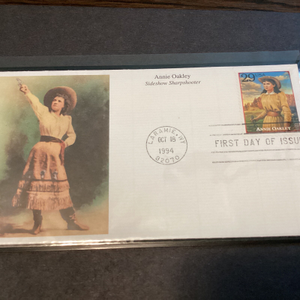 Annie Oakley
Sideshow Sharpshooter
29
ANNIE OAKLEY
LARAMIE, WY
OCT 18
1994
82070
FIRST DAY OF ISSUE